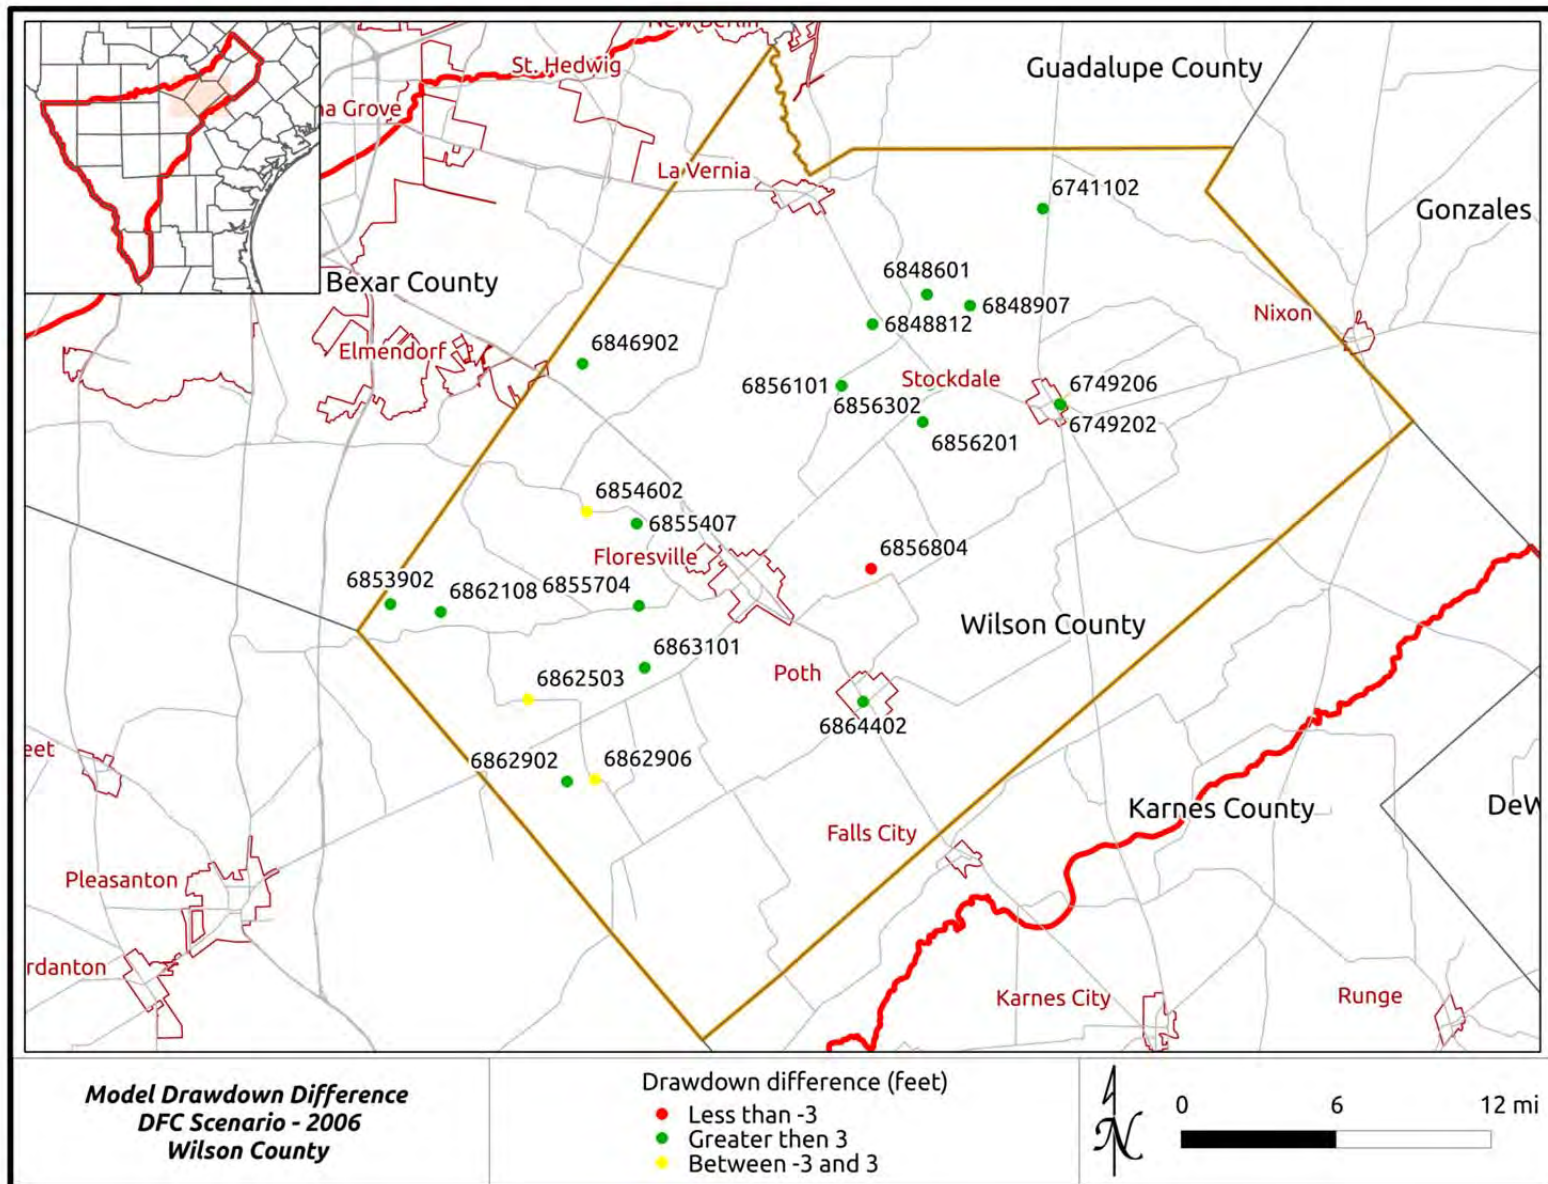 New Berlin
St. Hedwig
Guadalupe County
na Grove
La Vernia
6741102
Gonzales
6848601
Bexar County
6848907
Nixon
6848812
Elmendorf
6846902
6856101
Stockdale
6749206
6856302
6749202
6856201
6854602
6855407
Floresville
6856804
6853902
6862108
6855704
Wilson County
6863101
Poth
6862503
6864402
eet
6862902
6862906
Karnes County
DeW
Falls City
Pleasanton
rdanton
Karnes City
Runge
Model Drawdown Difference
DFC Scenario - 2006
Wilson County
Drawdown difference (feet)
Less than -3
Greater then 3
Between -3 and 3
N
0 6 12 mi